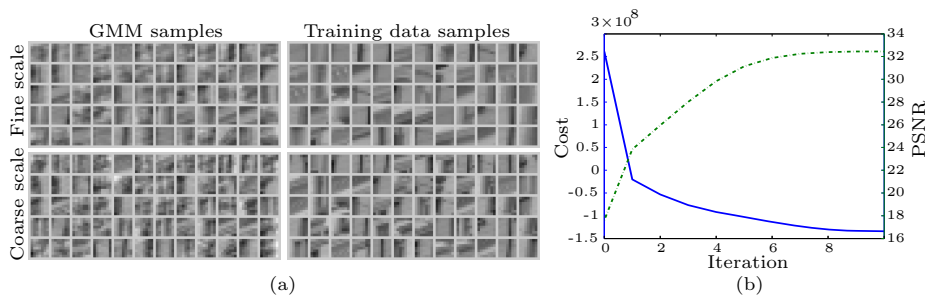 GMM samples
Training data samples
Fine scale
Coarse scale
(a)
3×10⁸
2.5
2
1.5
1
0.5
0
-0.5
-1
-1.5
Cost
34
32
30
28
26
24
22
20
18
16
PSNR
0 2 4 6 8
Iteration
(b)